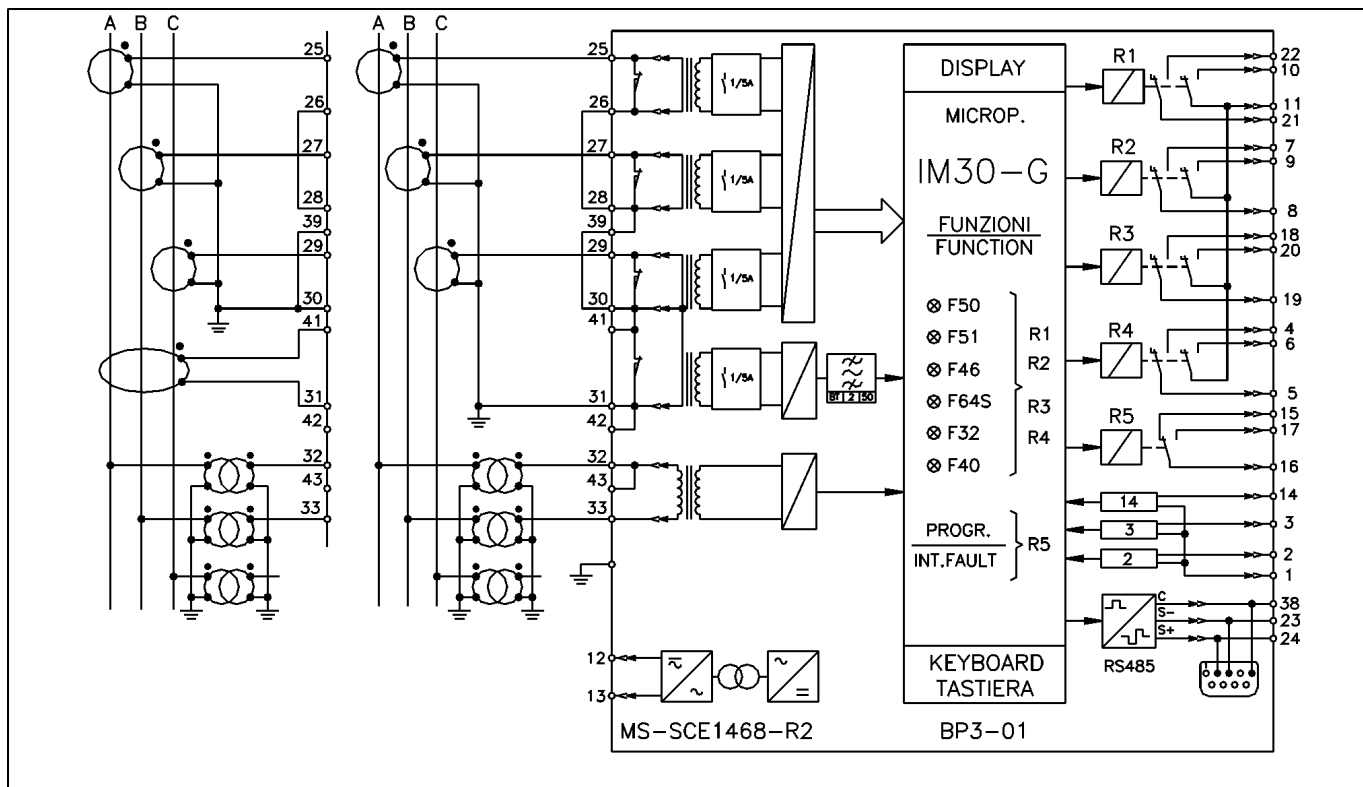 A B C
25
26
27
28
39
29
30
41
31
42
32
43
33
A B C
25
26
27
28
39
29
30
41
31
42
32
43
33
12
13
1/5A
1/5A
1/5A
1/5A
BT 2 50
MS-SCE1468-R2
DISPLAY
MICROP.
IM30-G
FUNZIONI
FUNCTION
F50
F51
F46
F64S
F32
F40
R1
R2
R3
R4
PROGR.
INT.FAULT
R5
KEYBOARD
TASTIERA
BP3-01
R1
R2
R3
R4
R5
14
3
2
C
S-
S+
RS485
22
10
11
21
7
9
8
18
20
19
4
6
5
15
17
16
14
3
2
1
38
23
24